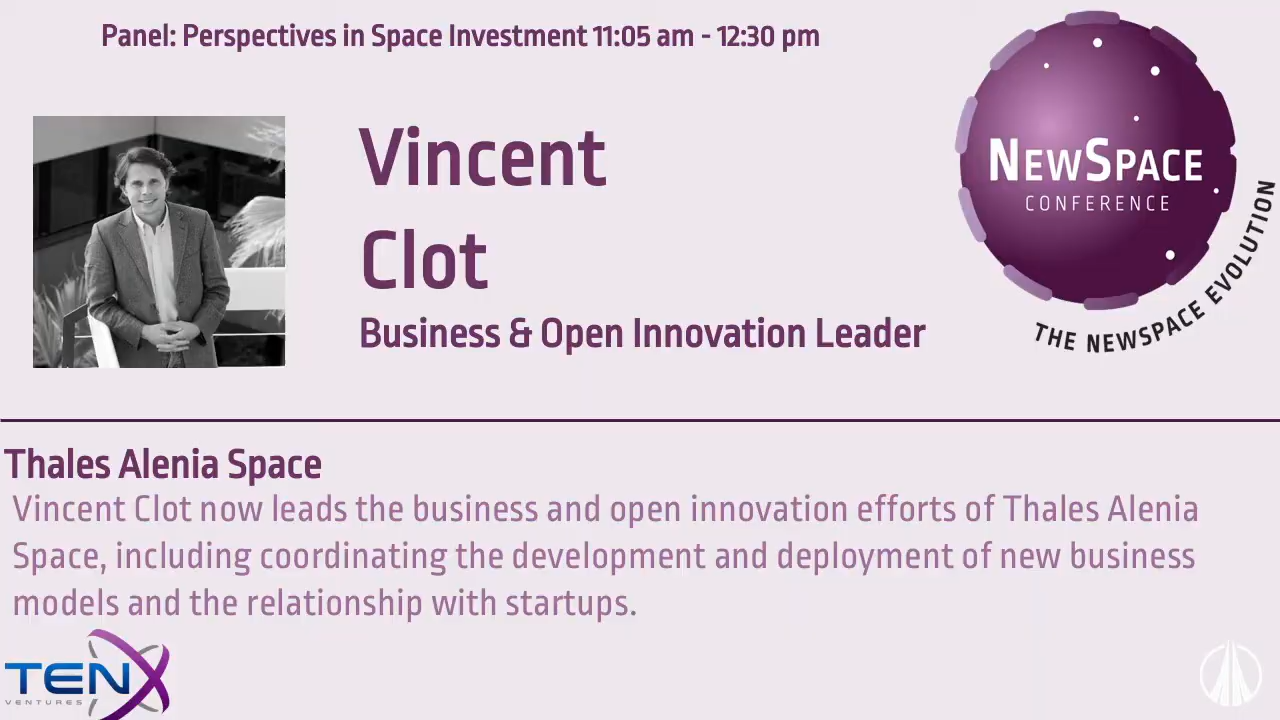 Panel: Perspectives in Space Investment 11:05 am - 12:30 pm
Vincent
Clot
Business & Open Innovation Leader
NEWSPACE
CONFERENCE
THE NEWSPACE EVOLUTION
Thales Alenia Space
Vincent Clot now leads the business and open innovation efforts of Thales Alenia
Space, including coordinating the development and deployment of new business
models and the relationship with startups.
TENX
VENTURES